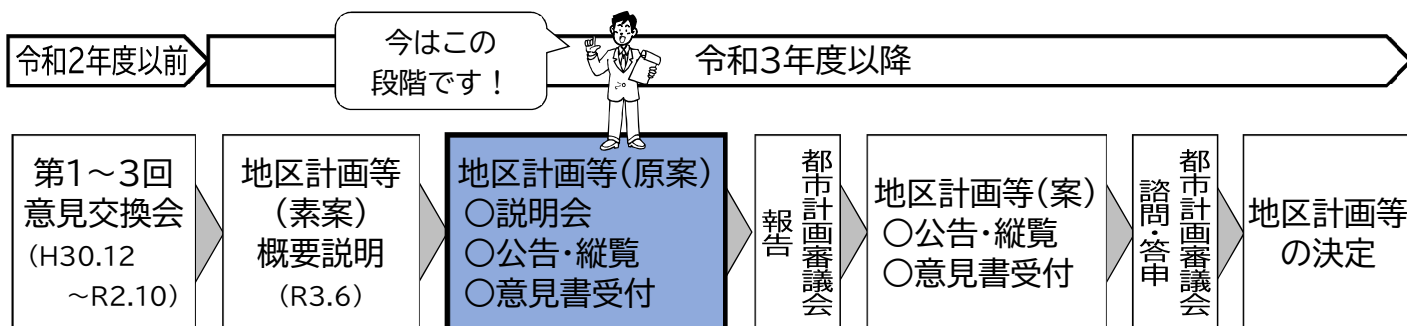 令和2年度以前
今はこの
段階です！
令和3年度以降
第1～3回
意見交換会
(H30.12
～R2.10)
地区計画等
(素案)
概要説明
(R3.6)
地区計画等(原案)
○説明会
○公告・縦覧
○意見書受付
都市計画審議会
報告
地区計画等(案)
○公告・縦覧
○意見書受付
都市計画審議会
諮問・答申
地区計画等
の決定